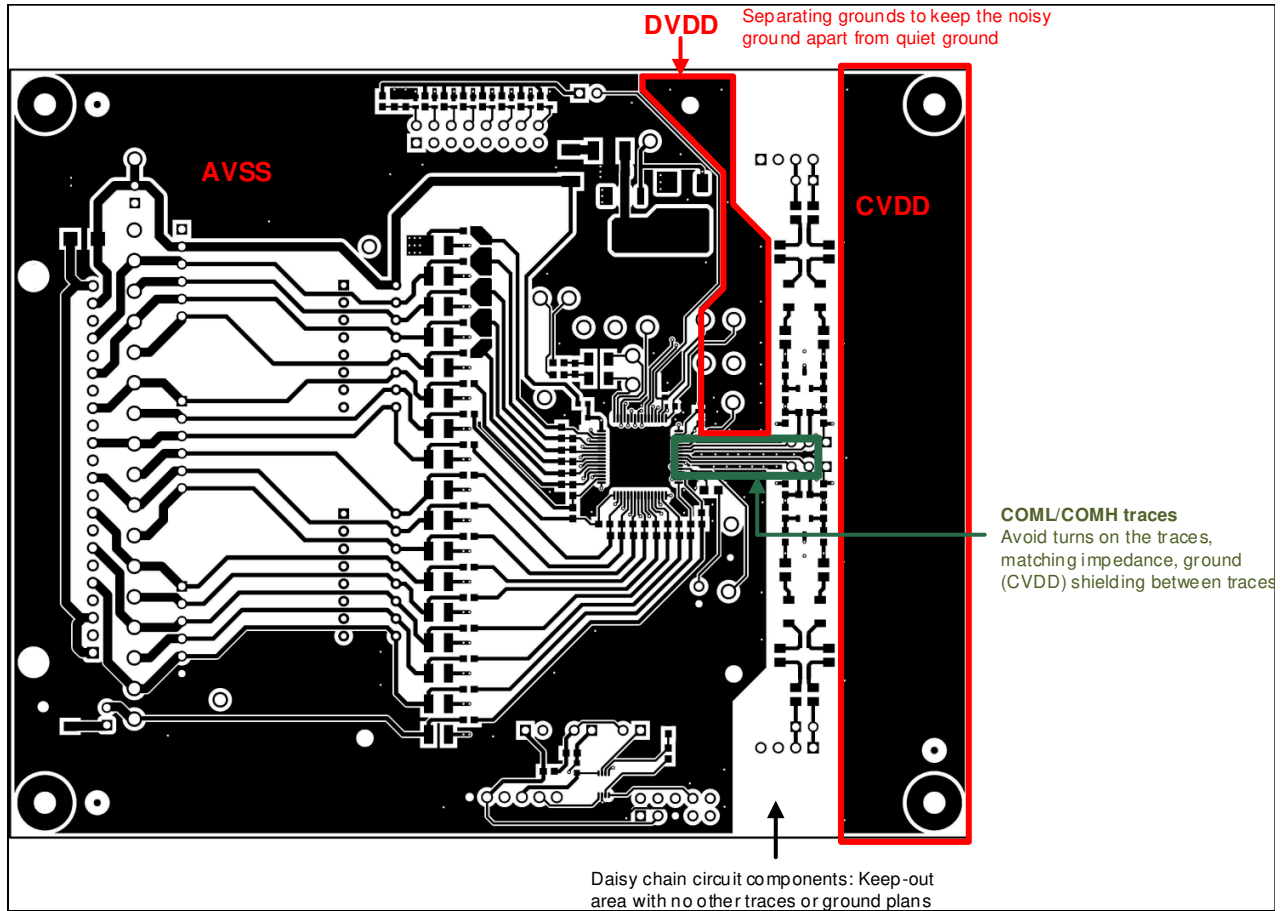 DVDD
Separating grounds to keep the noisy
ground apart from quiet ground
AVSS
CVDD
COML/COMH traces
Avoid turns on the traces,
matching impedance, ground
(CVDD) shielding between traces
Daisy chain circuit components: Keep-out
area with no other traces or ground plans